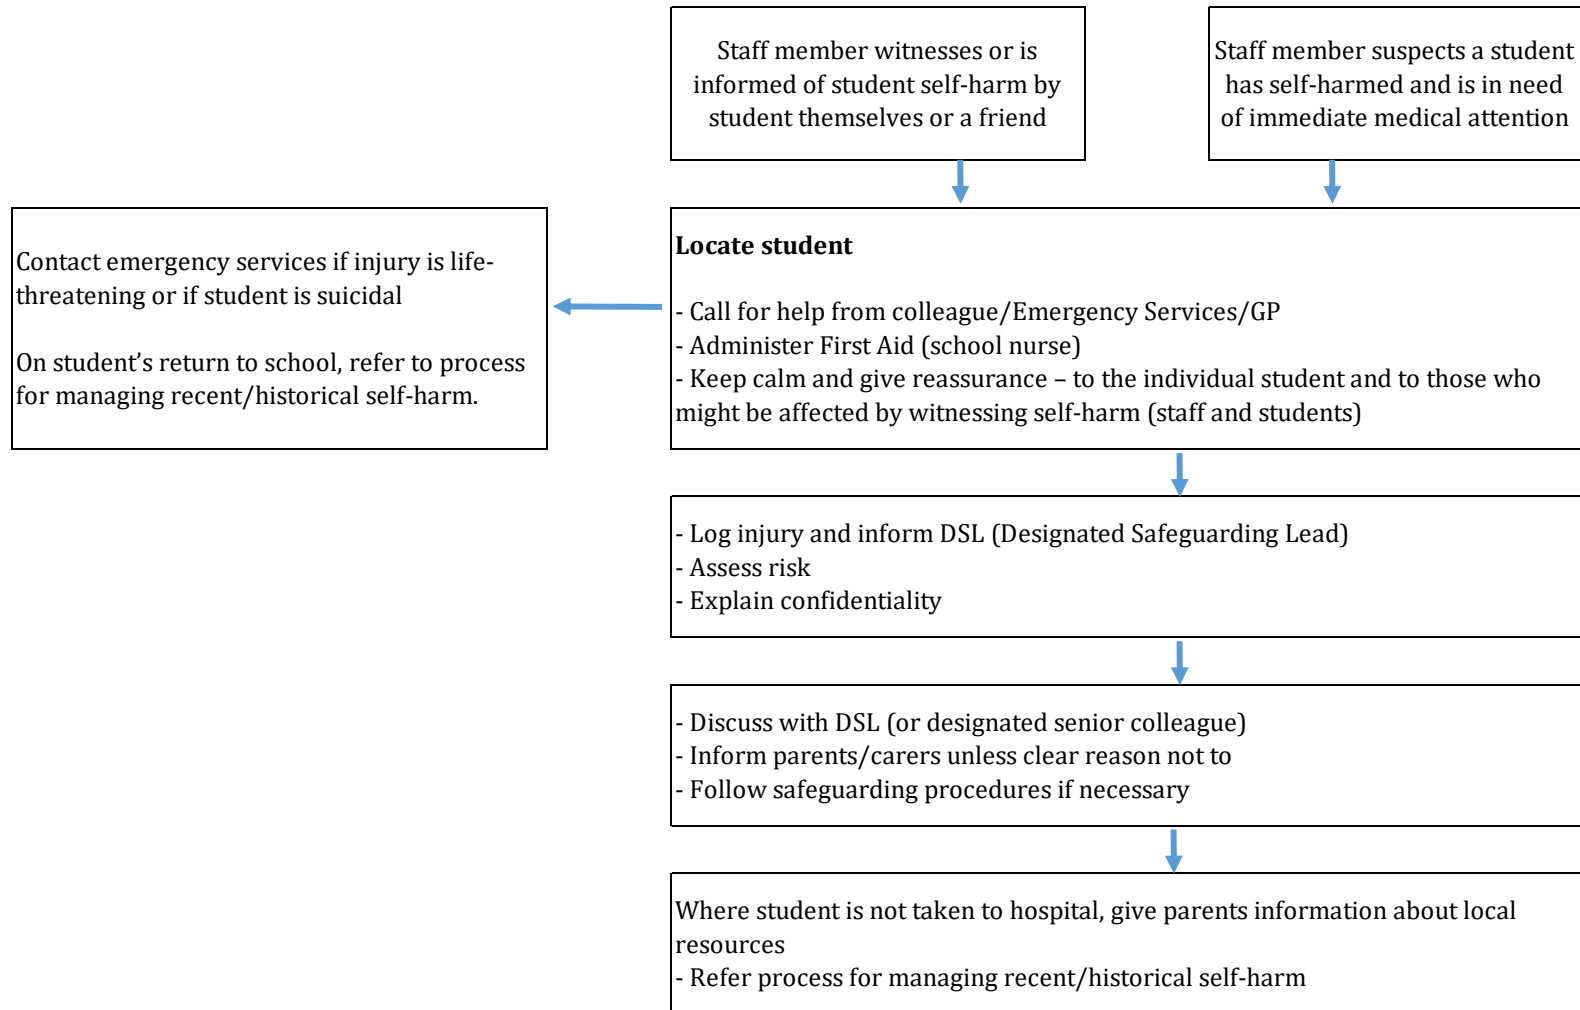 Staff member witnesses or is
informed of student self-harm by
student themselves or a friend
Staff member suspects a student
has self-harmed and is in need
of immediate medical attention
Contact emergency services if injury is life-
threatening or if student is suicidal
On student’s return to school, refer to process
for managing recent/historical self-harm.
Locate student
- Call for help from colleague/Emergency Services/GP
- Administer First Aid (school nurse)
- Keep calm and give reassurance – to the individual student and to those who
might be affected by witnessing self-harm (staff and students)
- Log injury and inform DSL (Designated Safeguarding Lead)
- Assess risk
- Explain confidentiality
- Discuss with DSL (or designated senior colleague)
- Inform parents/carers unless clear reason not to
- Follow safeguarding procedures if necessary
Where student is not taken to hospital, give parents information about local
resources
- Refer process for managing recent/historical self-harm